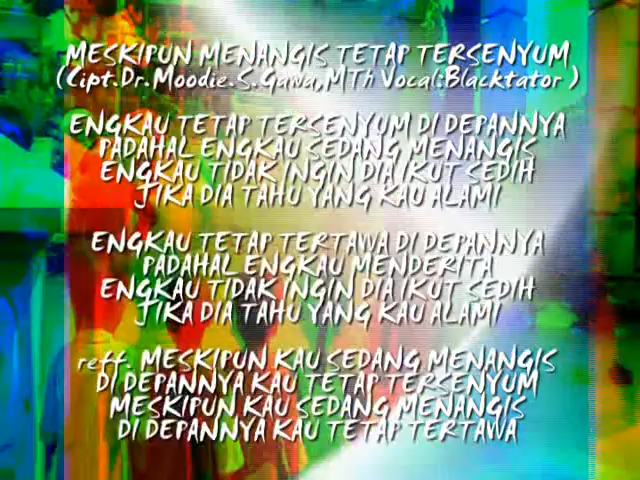 MESKIPUN MENANGIS TETAP TERSENYUM
(Cipt.Dr.Moodie.S.Gawa,MTh Vocal:Blacktator )
ENGKAU TETAP TERSENYUM DI DEPANNYA
PADAHAL ENGKAU SEDANG MENANGIS
ENGKAU TIDAK INGIN DIA IKUT SEDIH
JIKA DIA TAHU YANG KAU ALAMI
ENGKAU TETAP TERTAWA DI DEPANNYA
PADAHAL ENGKAU MENDERITA
ENGKAU TIDAK INGIN DIA IKUT SEDIH
JIKA DIA TAHU YANG KAU ALAMI
reff. MESKIPUN KAU SEDANG MENANGIS
DI DEPANNYA KAU TETAP TERSENYUM
MESKIPUN KAU SEDANG MENANGIS
DI DEPANNYA KAU TETAP TERTAWA